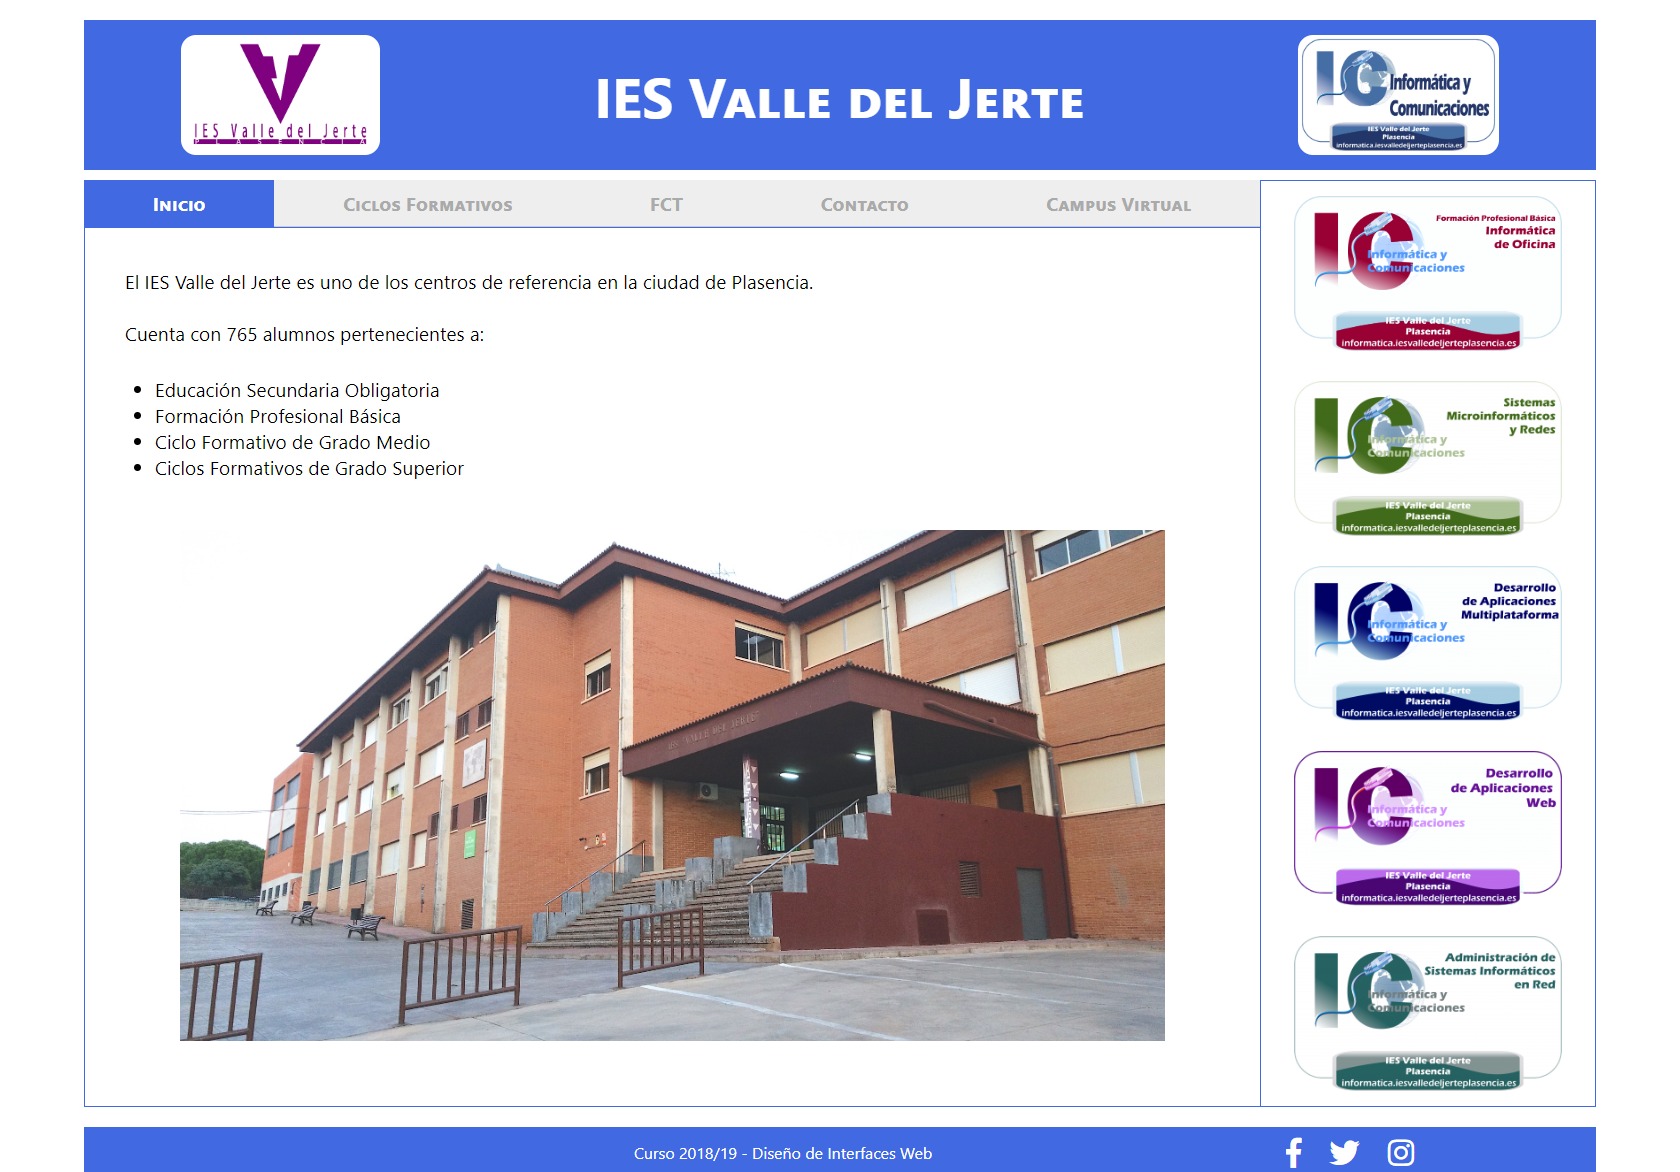 IES Valle del Jerte
PLASENCIA
IES Valle del Jerte
IC Informática y
Comunicaciones
IES Valle del Jerte
Plasencia
informatica.iesvalledeljerteplasencia.es
Inicio
Ciclos Formativos
FCT
Contacto
Campus Virtual
El IES Valle del Jerte es uno de los centros de referencia en la ciudad de Plasencia.
Cuenta con 765 alumnos pertenecientes a:
Educación Secundaria Obligatoria
Formación Profesional Básica
Ciclo Formativo de Grado Medio
Ciclos Formativos de Grado Superior
IES VALLE DEL JERTE
Formación Profesional Básica
Informática
de Oficina
IC
Informática y
Comunicaciones
IES Valle del Jerte
Plasencia
informatica.iesvalledeljerteplasencia.es
Sistemas
Microinformáticos
y Redes
IC
Informática y
Comunicaciones
IES Valle del Jerte
Plasencia
informatica.iesvalledeljerteplasencia.es
Desarrollo
de Aplicaciones
Multiplataforma
IC
Informática y
Comunicaciones
IES Valle del Jerte
Plasencia
informatica.iesvalledeljerteplasencia.es
Desarrollo
de Aplicaciones
Web
IC
Informática y
Comunicaciones
IES Valle del Jerte
Plasencia
informatica.iesvalledeljerteplasencia.es
Administración de
Sistemas Informáticos
en Red
IC
Informática y
Comunicaciones
IES Valle del Jerte
Plasencia
informatica.iesvalledeljerteplasencia.es
Curso 2018/19 - Diseño de Interfaces Web